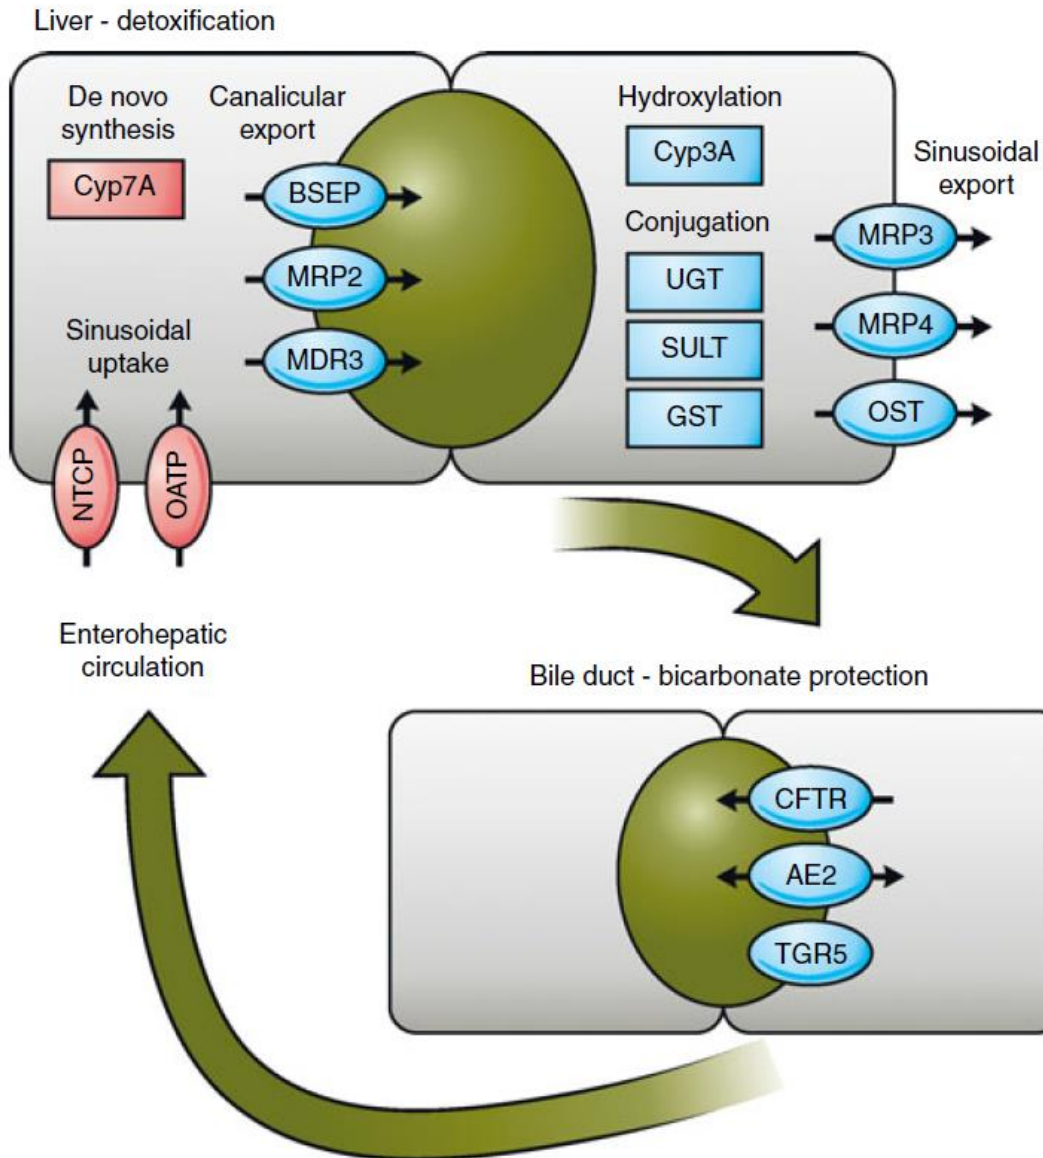 Liver - detoxification
De novo
synthesis
Cyp7A
Canalicular
export
BSEP
MRP2
MDR3
Sinusoidal
uptake
NTCP
OATP
Hydroxylation
Cyp3A
Conjugation
UGT
SULT
GST
Sinusoidal
export
MRP3
MRP4
OST
Enterohepatic
circulation
Bile duct - bicarbonate protection
CFTR
AE2
TGR5